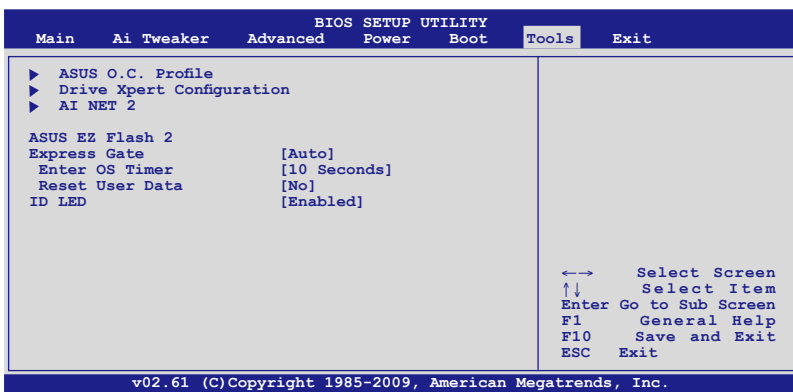 BIOS SETUP UTILITY
Main Ai Tweaker Advanced Power Boot Tools Exit
ASUS O.C. Profile
Drive Xpert Configuration
AI NET 2
ASUS EZ Flash 2
Express Gate [Auto]
Enter OS Timer [10 Seconds]
Reset User Data [No]
ID LED [Enabled]
←→ Select Screen
↑↓ Select Item
Enter Go to Sub Screen
F1 General Help
F10 Save and Exit
ESC Exit
v02.61 (C)Copyright 1985-2009, American Megatrends, Inc.